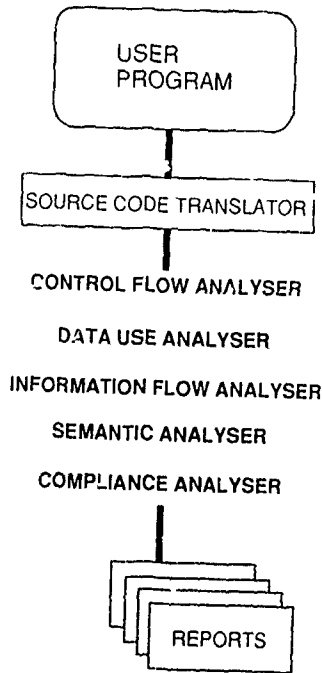 USER
PROGRAM
SOURCE CODE TRANSLATOR
CONTROL FLOW ANALYSER
DATA USE ANALYSER
INFORMATION FLOW ANALYSER
SEMANTIC ANALYSER
COMPLIANCE ANALYSER
REPORTS